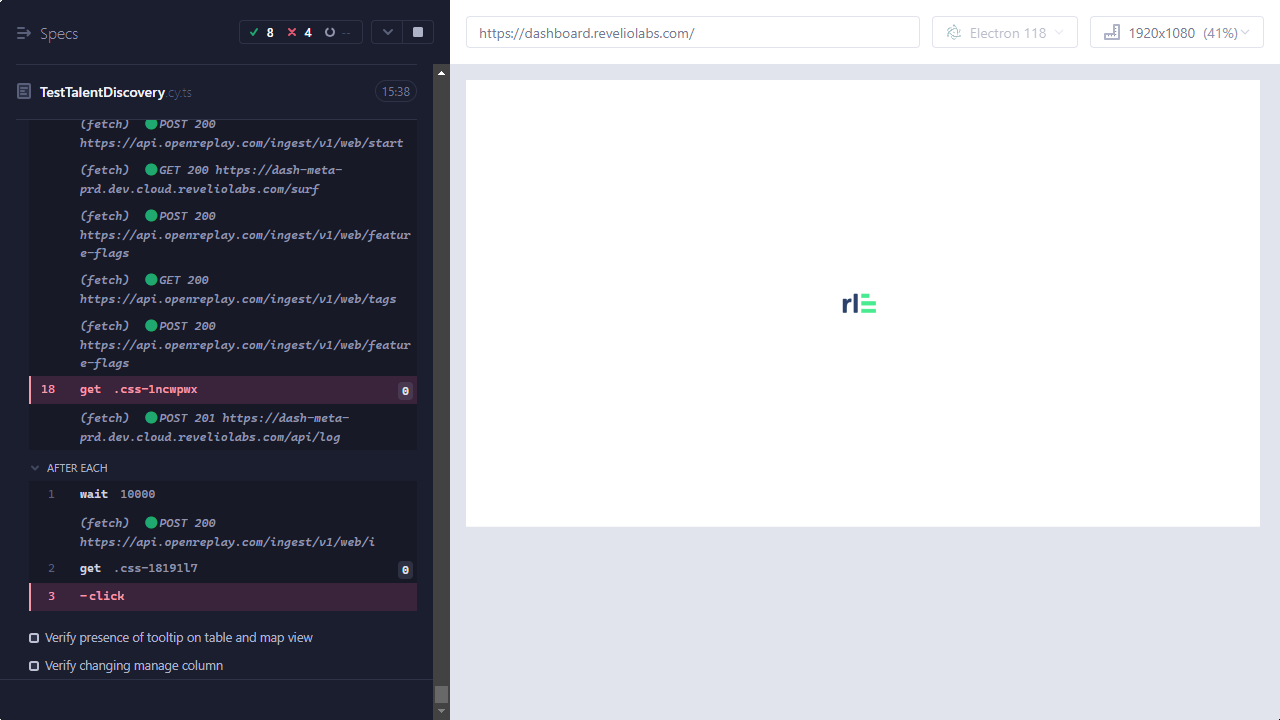 Specs
8
4
--
https://dashboard.reveliolabs.com/
Electron 118
1920x1080 (41%)
TestTalentDiscovery.cy.ts
15:38
(fetch) POST 200
https://api.openreplay.com/ingest/v1/web/start
(fetch) GET 200 https://dash-meta-
prd.dev.cloud.reveliolabs.com/surf
(fetch) POST 200
https://api.openreplay.com/ingest/v1/web/featur
e-flags
(fetch) GET 200
https://api.openreplay.com/ingest/v1/web/tags
(fetch) POST 200
https://api.openreplay.com/ingest/v1/web/featur
e-flags
18 get .css-1ncwpwx 0
(fetch) POST 201 https://dash-meta-
prd.dev.cloud.reveliolabs.com/api/log
AFTER EACH
1 wait 10000
(fetch) POST 200
https://api.openreplay.com/ingest/v1/web/i
2 get .css-18191l7 0
3 -click
Verify presence of tooltip on table and map view
Verify changing manage column
rl